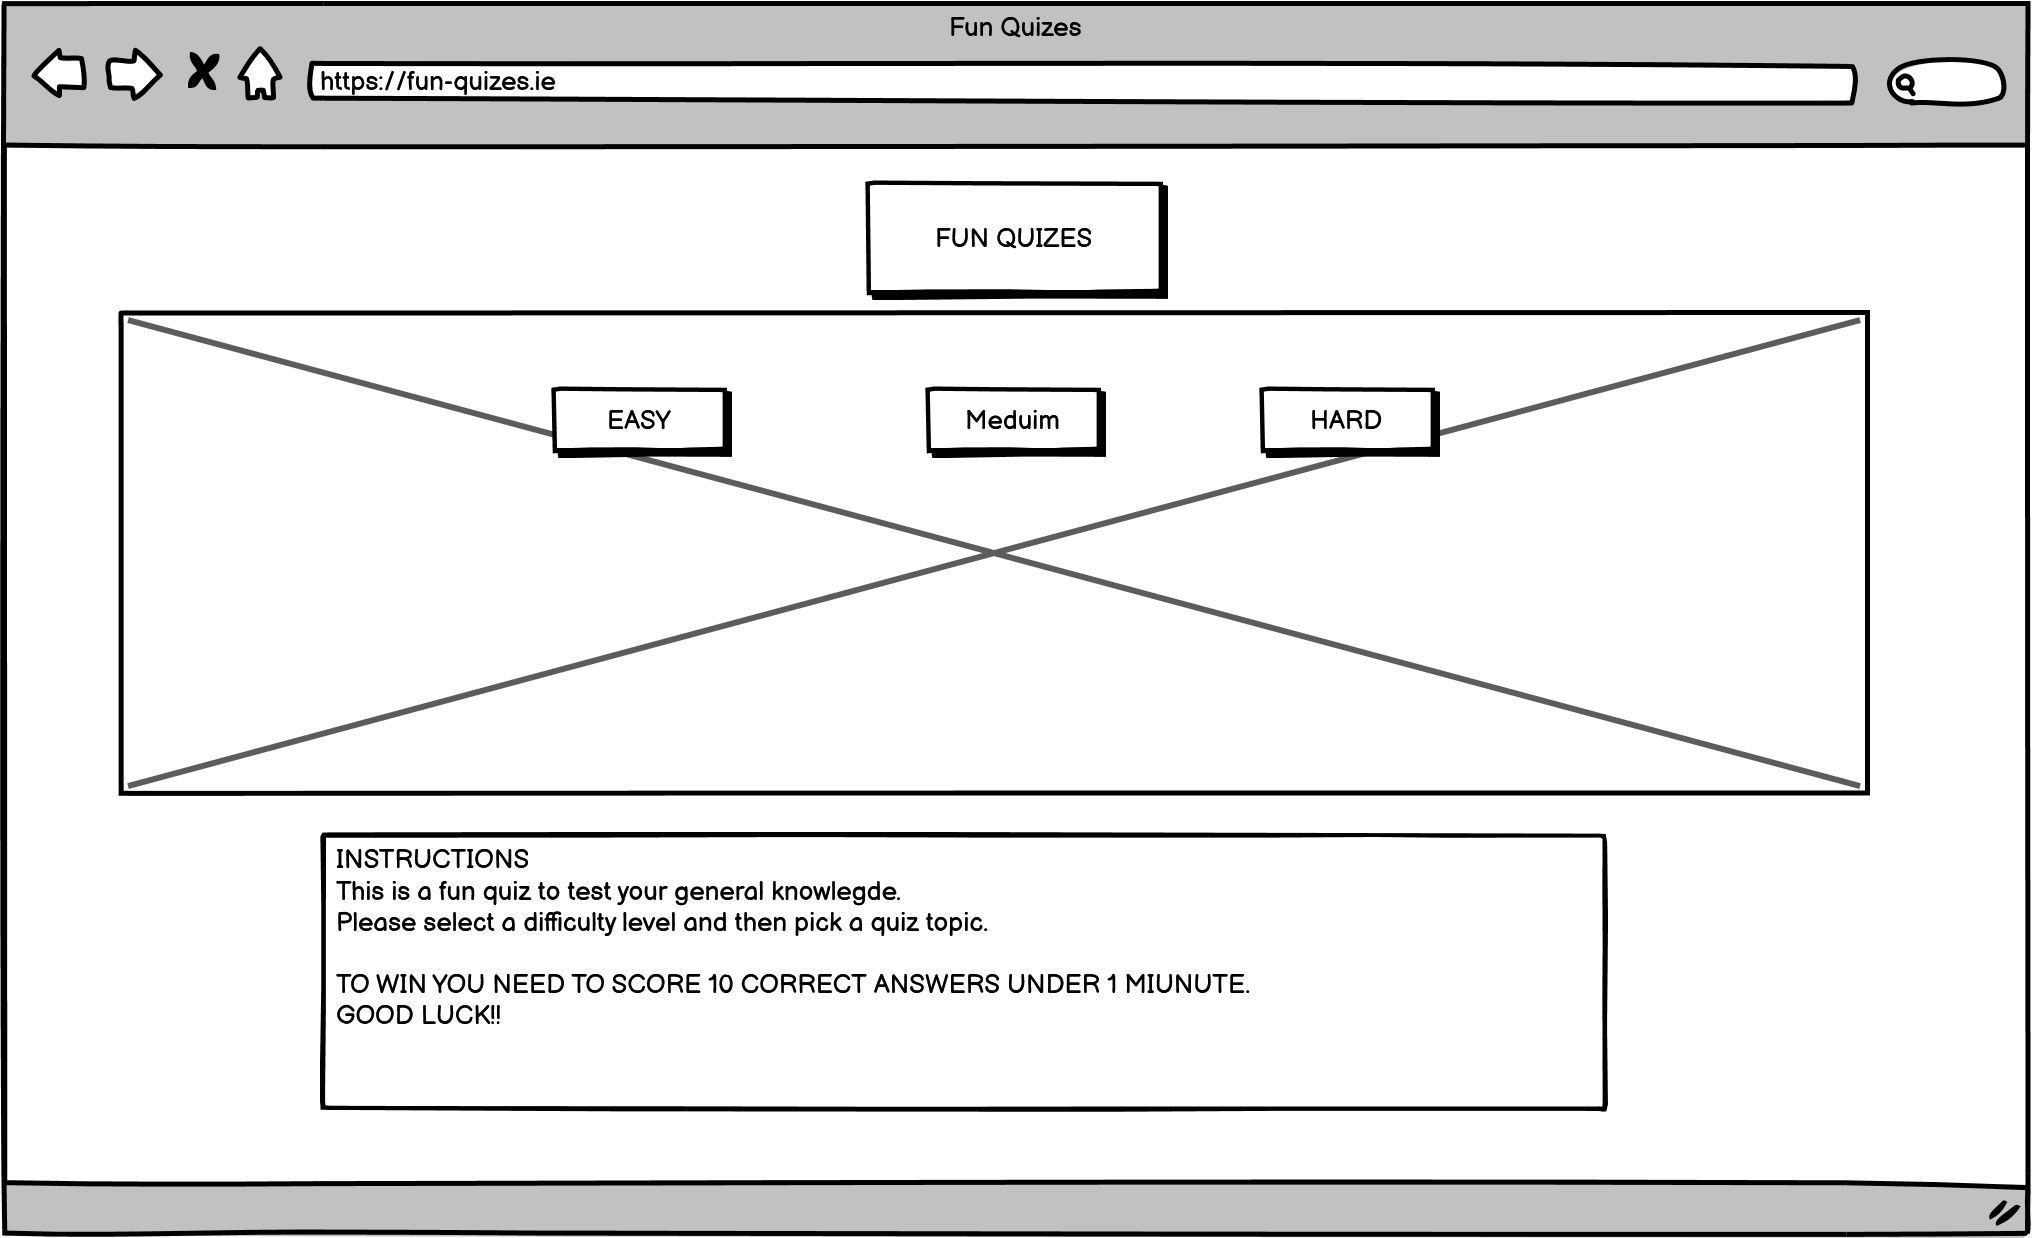 Fun Quizes
https://fun-quizes.ie
FUN QUIZES
EASY
Meduim
HARD
INSTRUCTIONS
This is a fun quiz to test your general knowlegde.
Please select a difficulty level and then pick a quiz topic.
TO WIN YOU NEED TO SCORE 10 CORRECT ANSWERS UNDER 1 MIUNUTE.
GOOD LUCK!!